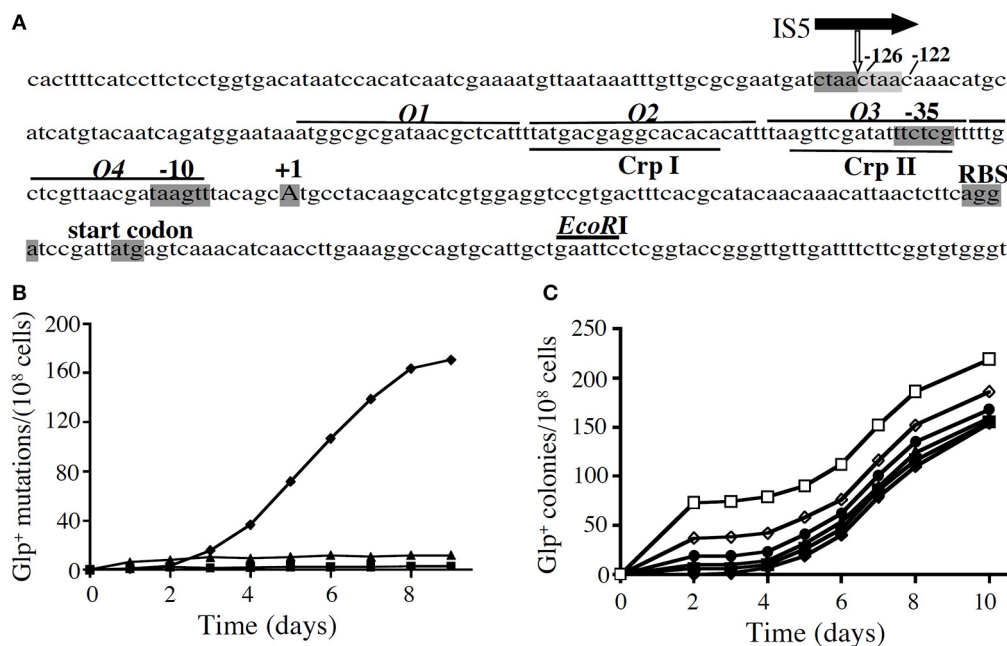 A
IS5
-126 -122
cacttttcatccttctcctggtgacataatccacatcaatcgaaaatgttaataaatttgttgcgcgaatgatctaactaacaaacatgc
O1 O2 O3 -35
atcatgtacaatcagatggaataaatggcgcgataacgctcattttatgacgaggcacacacattttaagttcgatatttctcgtttttg
Crp I Crp II
O4 -10 +1 RBS
ctcgttaacgataagtttacagcAtgcctacaagcatcgtggaggtccgtgactttcacgcatacaacaaacattaactcttcagg
start codon EcoRI
atccgattatgagtcaaacatcaaccttgaaaggccagtgcattgctgaattcctcggtaccgggttgttgattttcttcggtgtgggt
B
Glp+ mutations/(10^8 cells
200
160
120
80
40
0
0 2 4 6 8
Time (days)
C
Glp+ colonies/10^8 cells
250
200
150
100
50
0
0 2 4 6 8 10
Time (days)